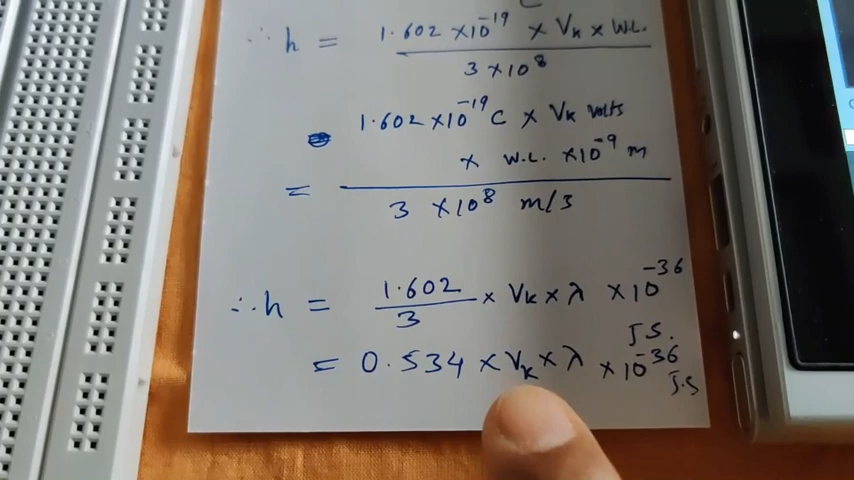 ∴ h = 1.602 ×10⁻¹⁹ × Vₖ × W.L.
3 ×10⁸
1.602 ×10⁻¹⁹ C × Vₖ volts
× W.L. ×10⁻⁹ m
=
3 ×10⁸ m/s
∴ h = 1.602 × Vₖ × λ ×10⁻³⁶
3
J S.
= 0.534 × Vₖ × λ ×10⁻³⁶
J.S